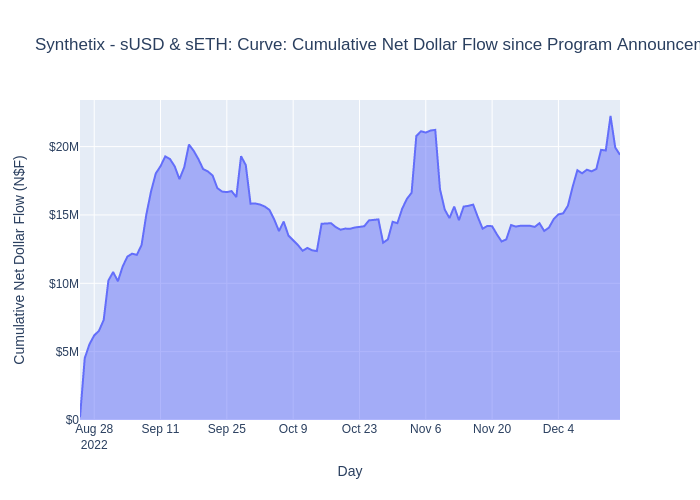 Synthetix - sUSD & sETH: Curve: Cumulative Net Dollar Flow since Program
Cumulative Net Dollar Flow (N$F)
$20M
$15M
$10M
$5M
$0
Aug 28
2022
Sep 11
Sep 25
Oct 9
Oct 23
Nov 6
Nov 20
Dec 4
Day